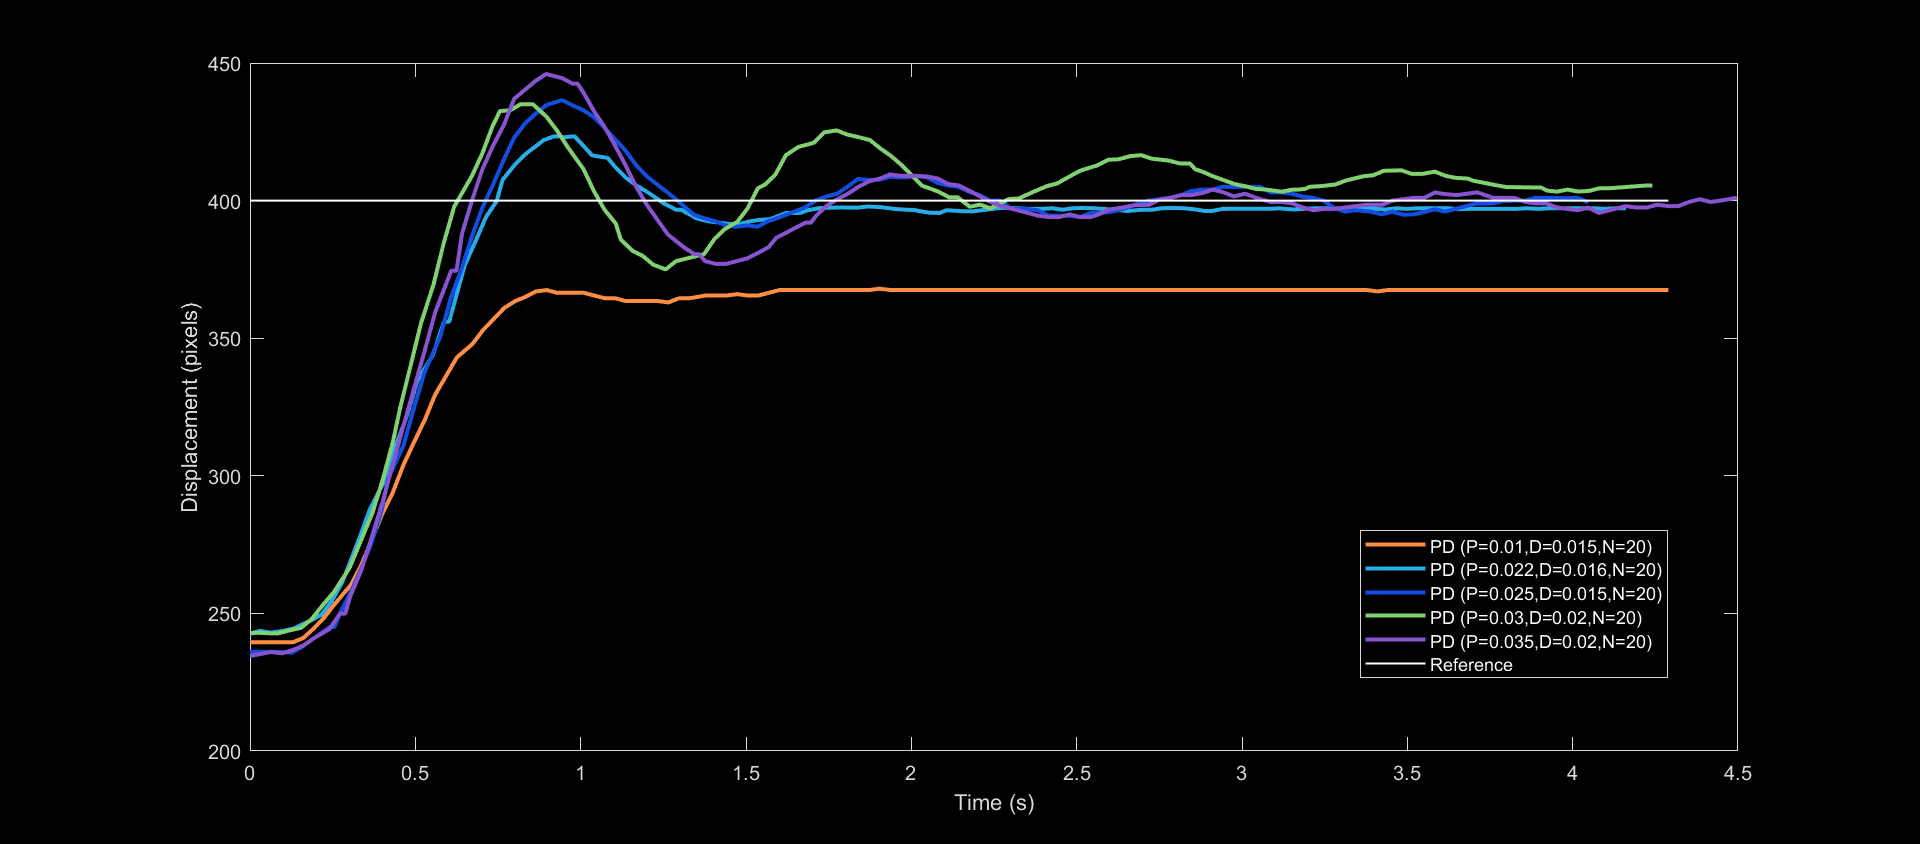 450
400
350
300
250
200
Displacement (pixels)
0 0.5 1 1.5 2 2.5 3 3.5 4 4.5
Time (s)
PD (P=0.01,D=0.015,N=20)
PD (P=0.022,D=0.016,N=20)
PD (P=0.025,D=0.015,N=20)
PD (P=0.03,D=0.02,N=20)
PD (P=0.035,D=0.02,N=20)
Reference